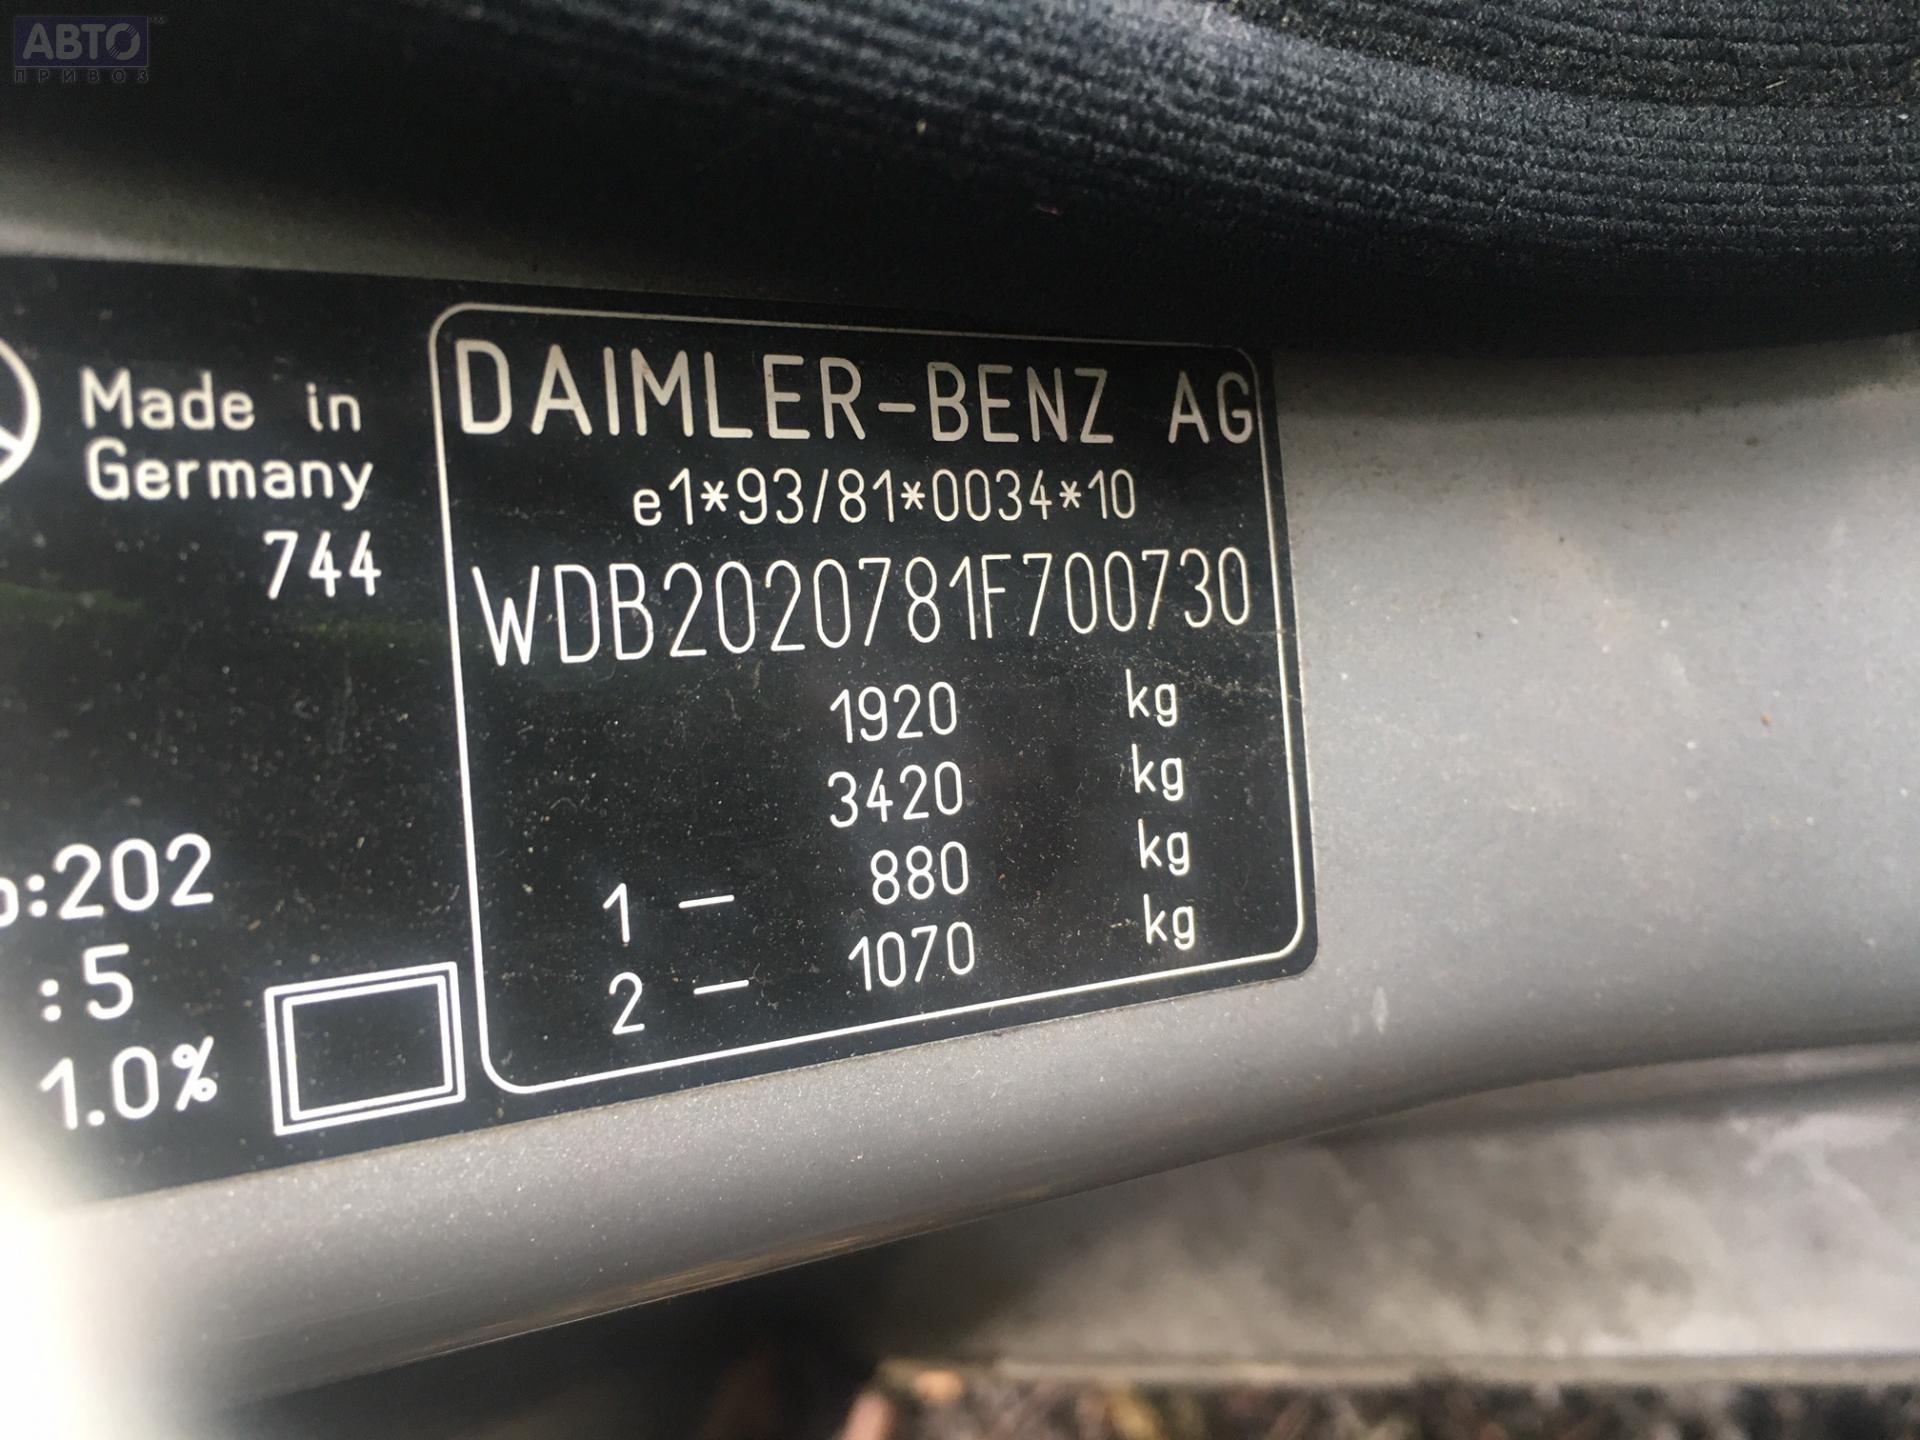 АВТО
ПРИВОЗ
Made in
Germany
744
:202
:5
1.0%
DAIMLER-BENZ AG
e1*93/81*0034*10
WDB2020781F700730
1920 kg
3420 kg
1 – 880 kg
2 – 1070 kg